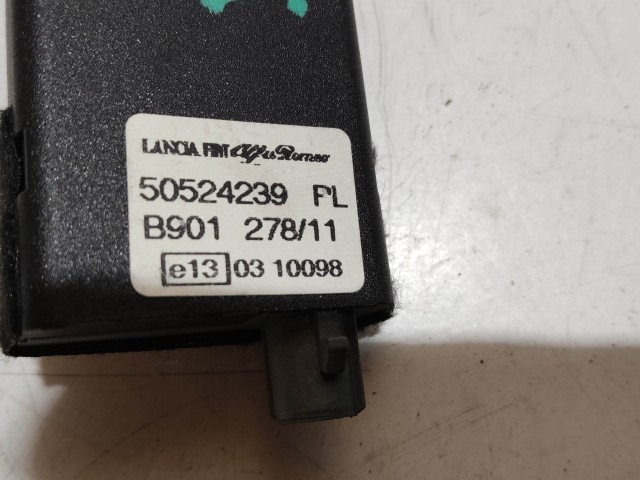 LANCIA FIAT Alfa Romeo
50524239 PL
B901 278/11
e13 03 10098